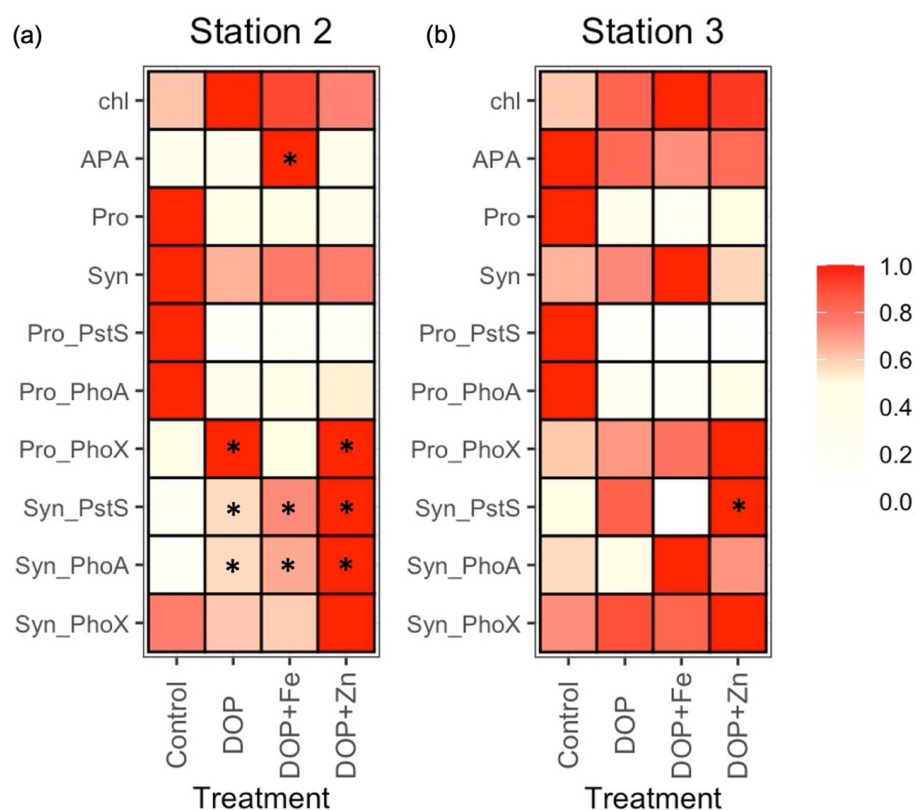 (a) Station 2
chl
APA
*
Pro
Syn
Pro_PstS
Pro_PhoA
Pro_PhoX
* *
Syn_PstS
* * *
Syn_PhoA
* * *
Syn_PhoX
Control DOP DOP+Fe DOP+Zn
Treatment
(b) Station 3
chl
APA
Pro
Syn
Pro_PstS
Pro_PhoA
Pro_PhoX
Syn_PstS
*
Syn_PhoA
Syn_PhoX
Control DOP DOP+Fe DOP+Zn
Treatment
1.0
0.8
0.6
0.4
0.2
0.0